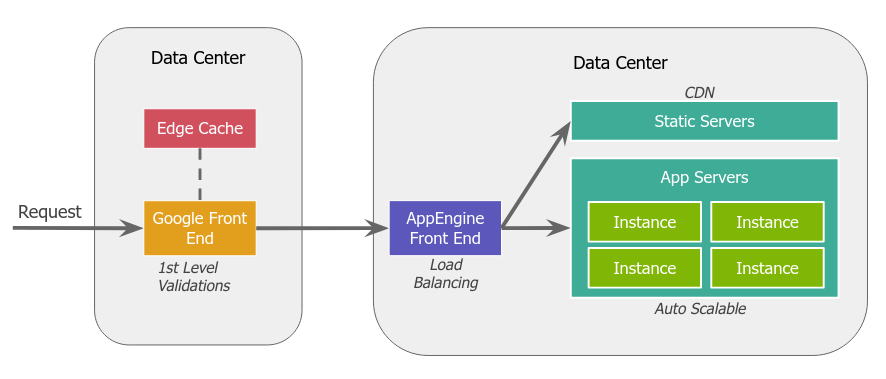 Data Center
Edge Cache
Request
Google Front
End
1st Level
Validations
Data Center
CDN
Static Servers
AppEngine
Front End
Load
Balancing
App Servers
Instance
Instance
Instance
Instance
Auto Scalable